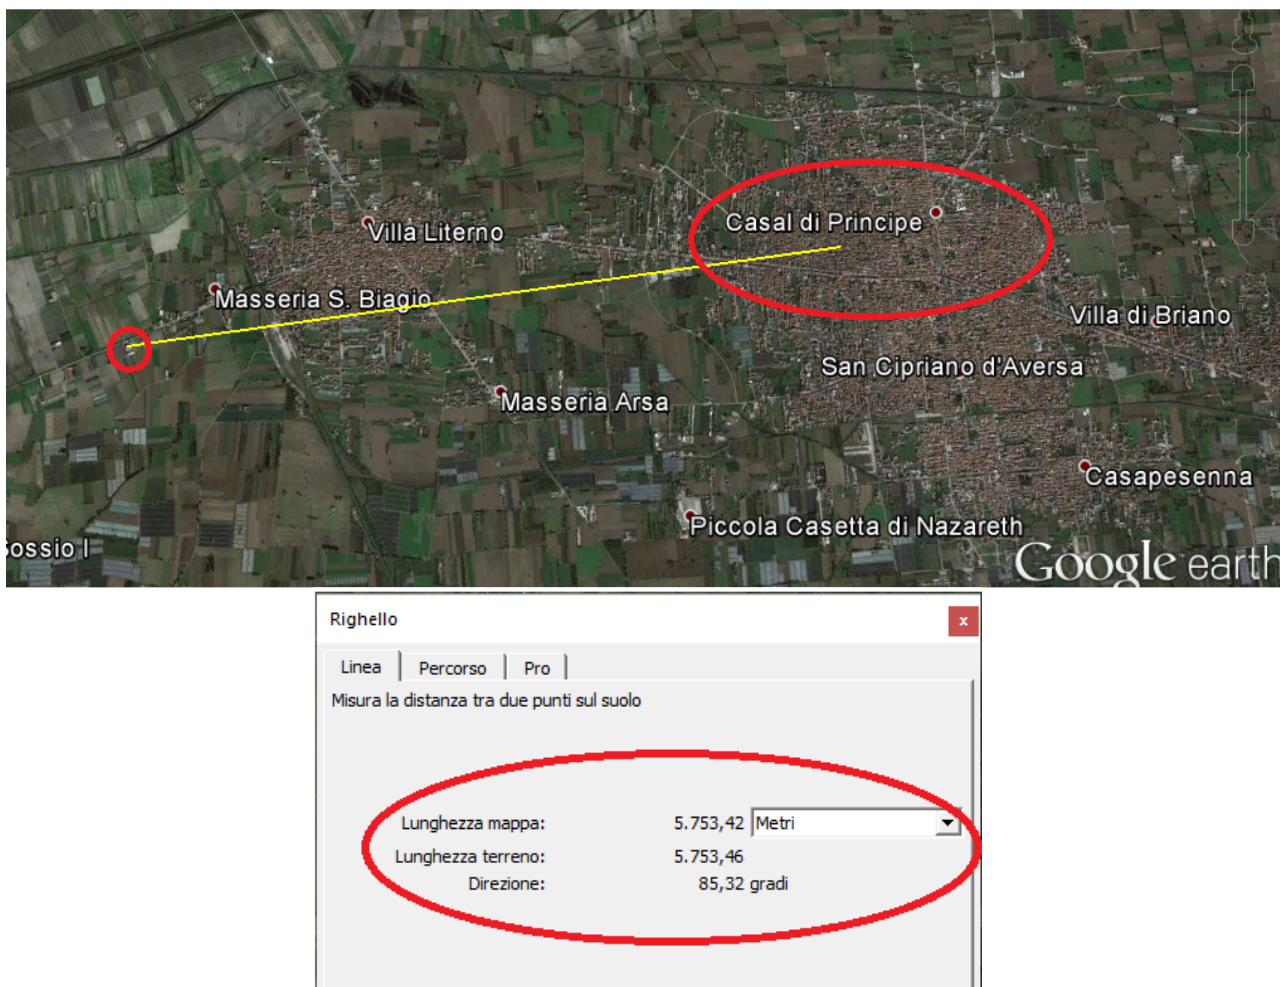 Casal di Principe
Villa Literno
Masseria S. Biagio
Villa di Briano
San Cipriano d'Aversa
Masseria Arsa
Casapesenna
Piccola Casetta di Nazareth
ossio I
Google earth
Righello
x
Linea Percorso Pro
Misura la distanza tra due punti sul suolo
Lunghezza mappa: 5.753,42 Metri
Lunghezza terreno: 5.753,46
Direzione: 85,32 gradi